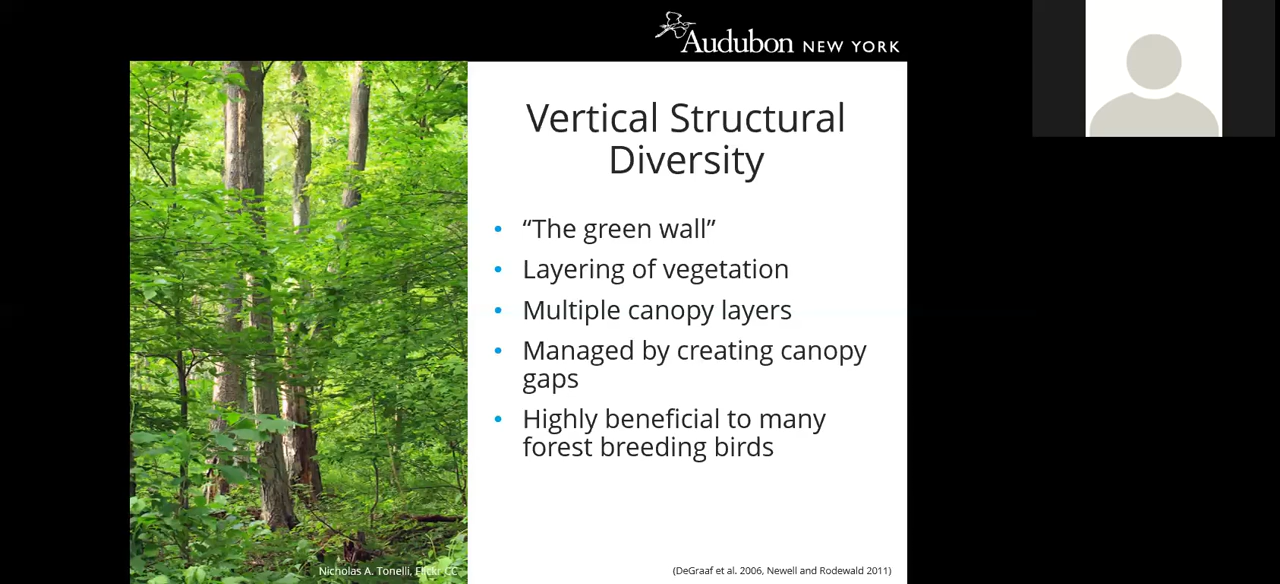 Audubon NEW YORK
Vertical Structural
Diversity
• “The green wall”
• Layering of vegetation
• Multiple canopy layers
• Managed by creating canopy
gaps
• Highly beneficial to many
forest breeding birds
Nicholas A. Tonelli, Flickr CC
(DeGraaf et al. 2006, Newell and Rodewald 2011)